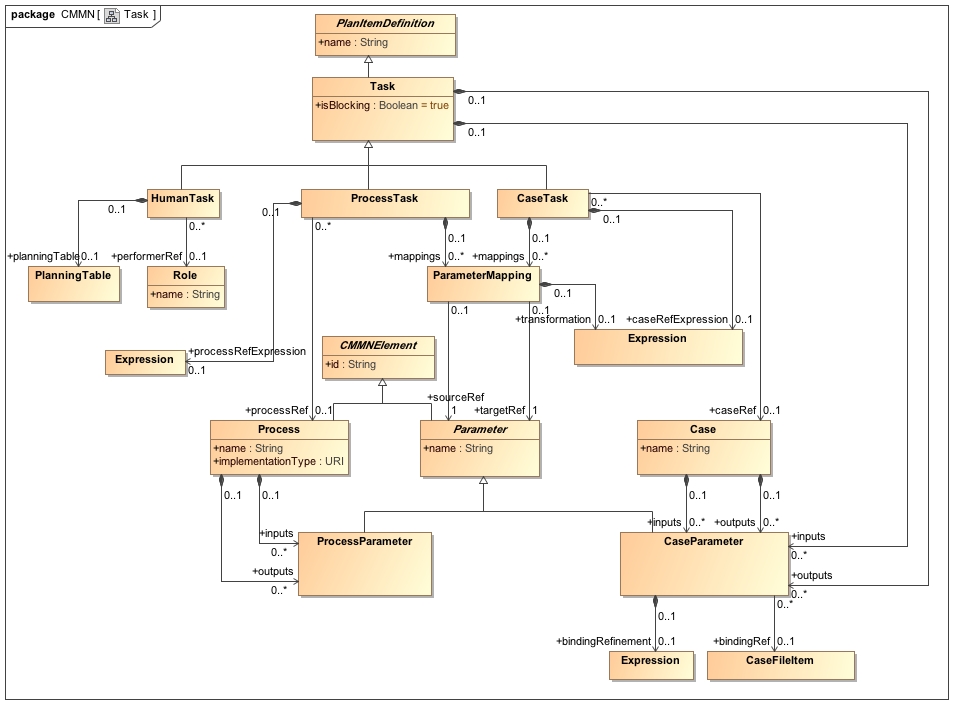 package CMMN [ Task ]
PlanItemDefinition
+name : String
Task
+isBlocking : Boolean = true
0..1
0..1
HumanTask
ProcessTask
CaseTask
0..1
0..*
0..1
0..*
0..1
0..1
0..*
0..1
+planningTable 0..1
+performerRef 0..1
+mappings 0..*
+mappings 0..*
PlanningTable
Role
+name : String
ParameterMapping
0..1
0..1
0..1
+transformation 0..1
+caseRefExpression 0..1
Expression
CMMNElement
+id : String
Expression
+processRefExpression
0..1
+sourceRef
1
+targetRef 1
+processRef 0..1
+caseRef 0..1
Process
+name : String
+implementationType : URI
Parameter
+name : String
Case
+name : String
0..1
0..1
0..1
0..1
+inputs
0..*
+outputs
0..*
+inputs 0..*
+outputs 0..*
ProcessParameter
CaseParameter
+inputs
0..*
+outputs
0..*
0..*
0..1
+bindingRefinement 0..1
+bindingRef 0..1
Expression
CaseFileItem